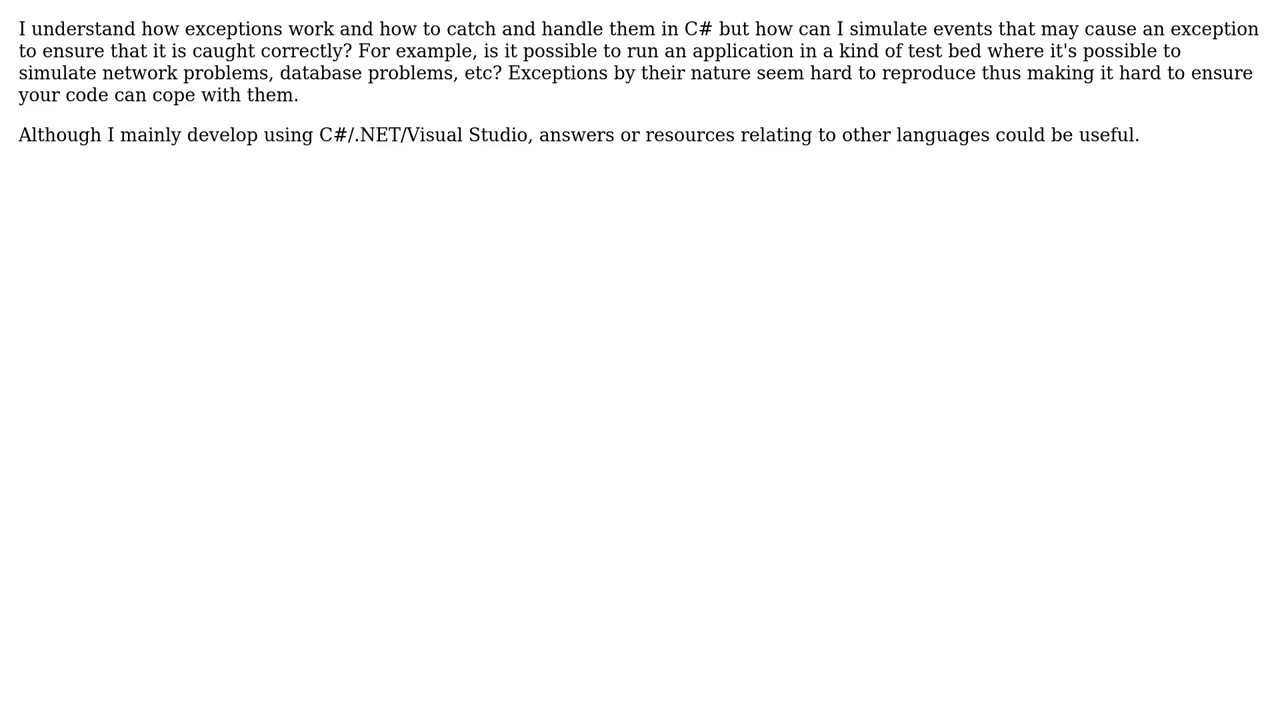 I understand how exceptions work and how to catch and handle them in C# but how can I simulate events that may cause an exception
to ensure that it is caught correctly? For example, is it possible to run an application in a kind of test bed where it's possible to
simulate network problems, database problems, etc? Exceptions by their nature seem hard to reproduce thus making it hard to ensure
your code can cope with them.
Although I mainly develop using C#/.NET/Visual Studio, answers or resources relating to other languages could be useful.